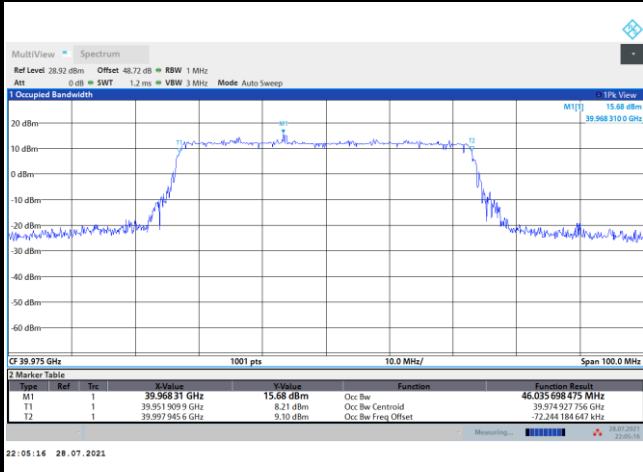 MultiView Spectrum
Ref Level 28.92 dBm Offset 48.72 dB RBW 1 MHz
Att 0 dB SWT 1.2 ms VBW 3 MHz Mode Auto Sweep
1 Occupied Bandwidth 1Pk View
M1[1] 15.68 dBm
39.968 310 0 GHz
M1
20 dBm
T1 T2
10 dBm
0 dBm
-10 dBm
-20 dBm
-30 dBm
-40 dBm
-50 dBm
-60 dBm
CF 39.975 GHz 1001 pts 10.0 MHz/ Span 100.0 MHz
2 Marker Table
Type Ref Trc X-Value Y-Value Function Function Result
M1 1 39.968 31 GHz 15.68 dBm Occ Bw 46.035 698 475 MHz
T1 1 39.951 909 9 GHz 8.21 dBm Occ Bw Centroid 39.974 927 756 GHz
T2 1 39.997 945 6 GHz 9.10 dBm Occ Bw Freq Offset -72.244 184 647 kHz
Measuring... 28.07.2021
22:05:16
22:05:16 28.07.2021